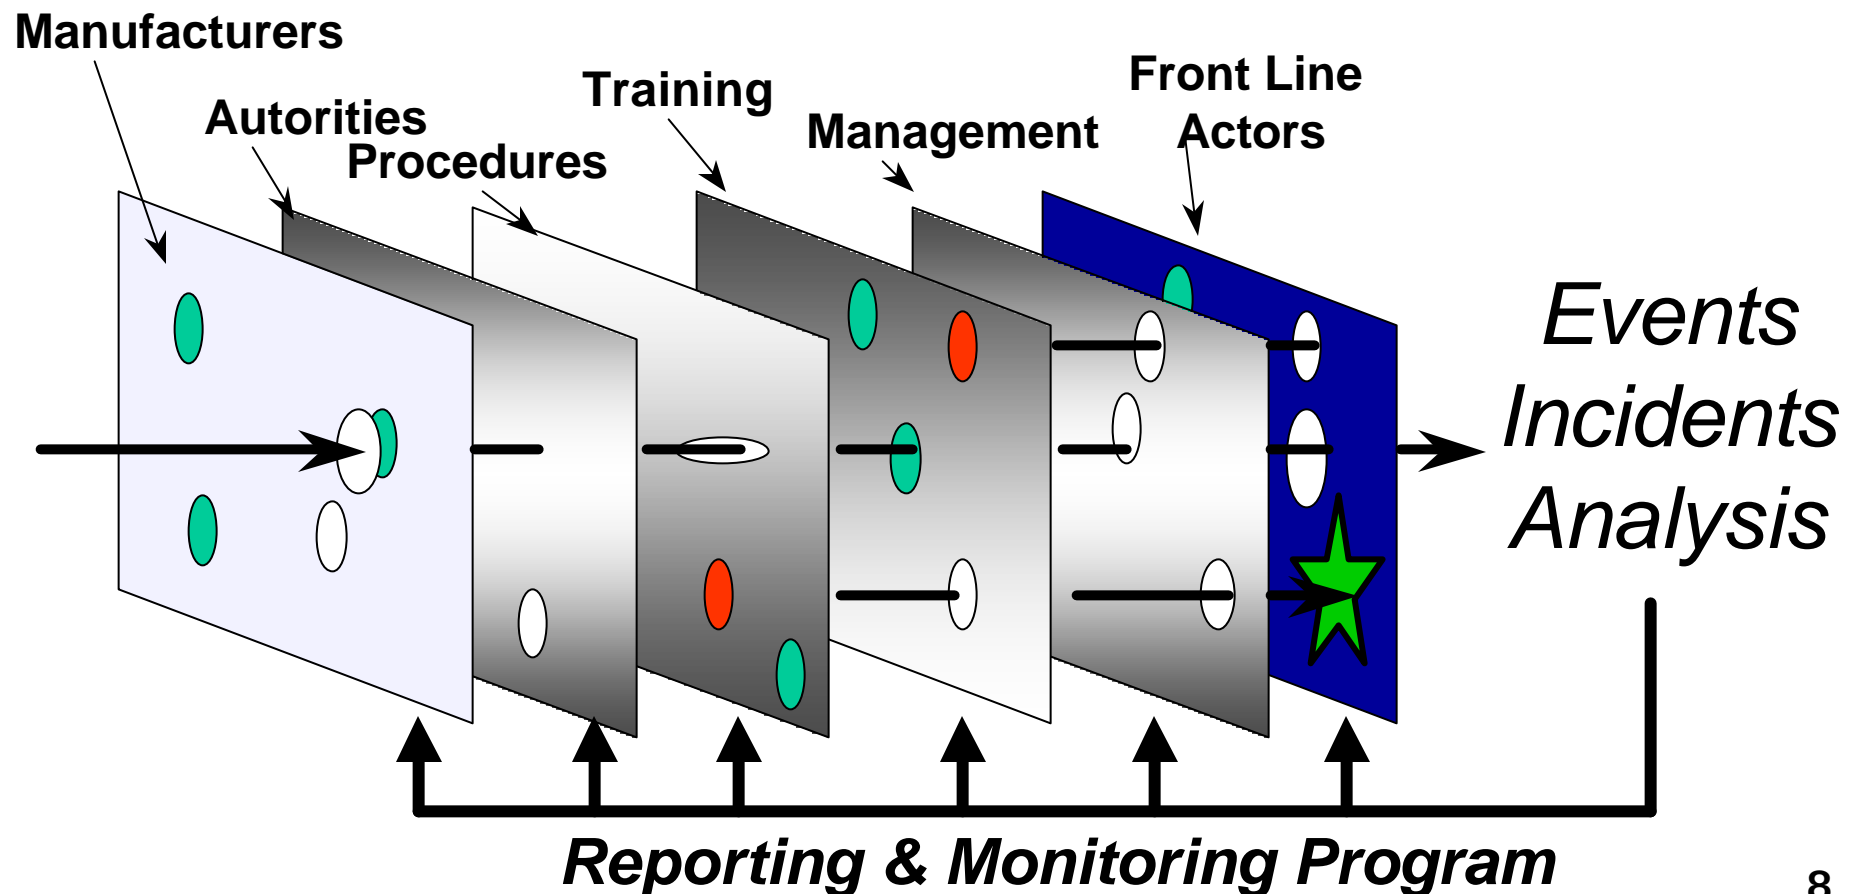 Manufacturers
Autorities
Procedures
Training
Management
Front Line
Actors
Events
Incidents
Analysis
Reporting & Monitoring Program
8